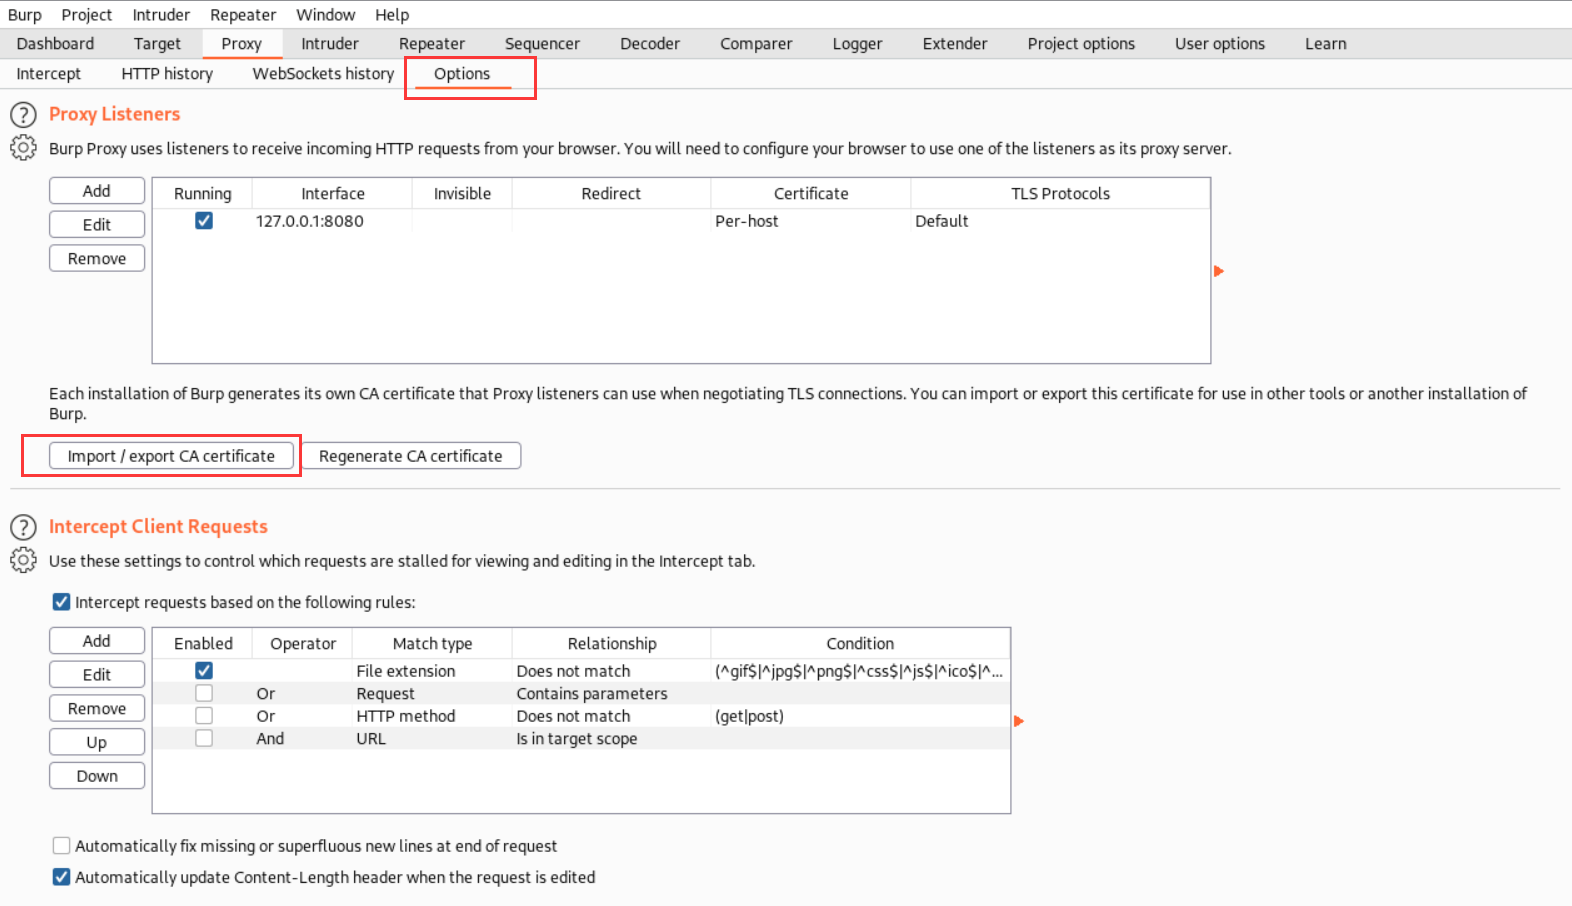 Burp Project Intruder Repeater Window Help
Dashboard Target Proxy Intruder Repeater Sequencer Decoder Comparer Logger Extender Project options User options Learn
Intercept HTTP history WebSockets history Options
? Proxy Listeners
Burp Proxy uses listeners to receive incoming HTTP requests from your browser. You will need to configure your browser to use one of the listeners as its proxy server.
Add
Edit
Remove
Running Interface Invisible Redirect Certificate TLS Protocols
127.0.0.1:8080 Per-host Default
Each installation of Burp generates its own CA certificate that Proxy listeners can use when negotiating TLS connections. You can import or export this certificate for use in other tools or another installation of
Burp.
Import / export CA certificate Regenerate CA certificate
? Intercept Client Requests
Use these settings to control which requests are stalled for viewing and editing in the Intercept tab.
Intercept requests based on the following rules:
Add
Edit
Remove
Up
Down
Enabled Operator Match type Relationship Condition
File extension Does not match (^gif$|^jpg$|^png$|^css$|^js$|^ico$|^...
Or Request Contains parameters
Or HTTP method Does not match (get|post)
And URL Is in target scope
Automatically fix missing or superfluous new lines at end of request
Automatically update Content-Length header when the request is edited